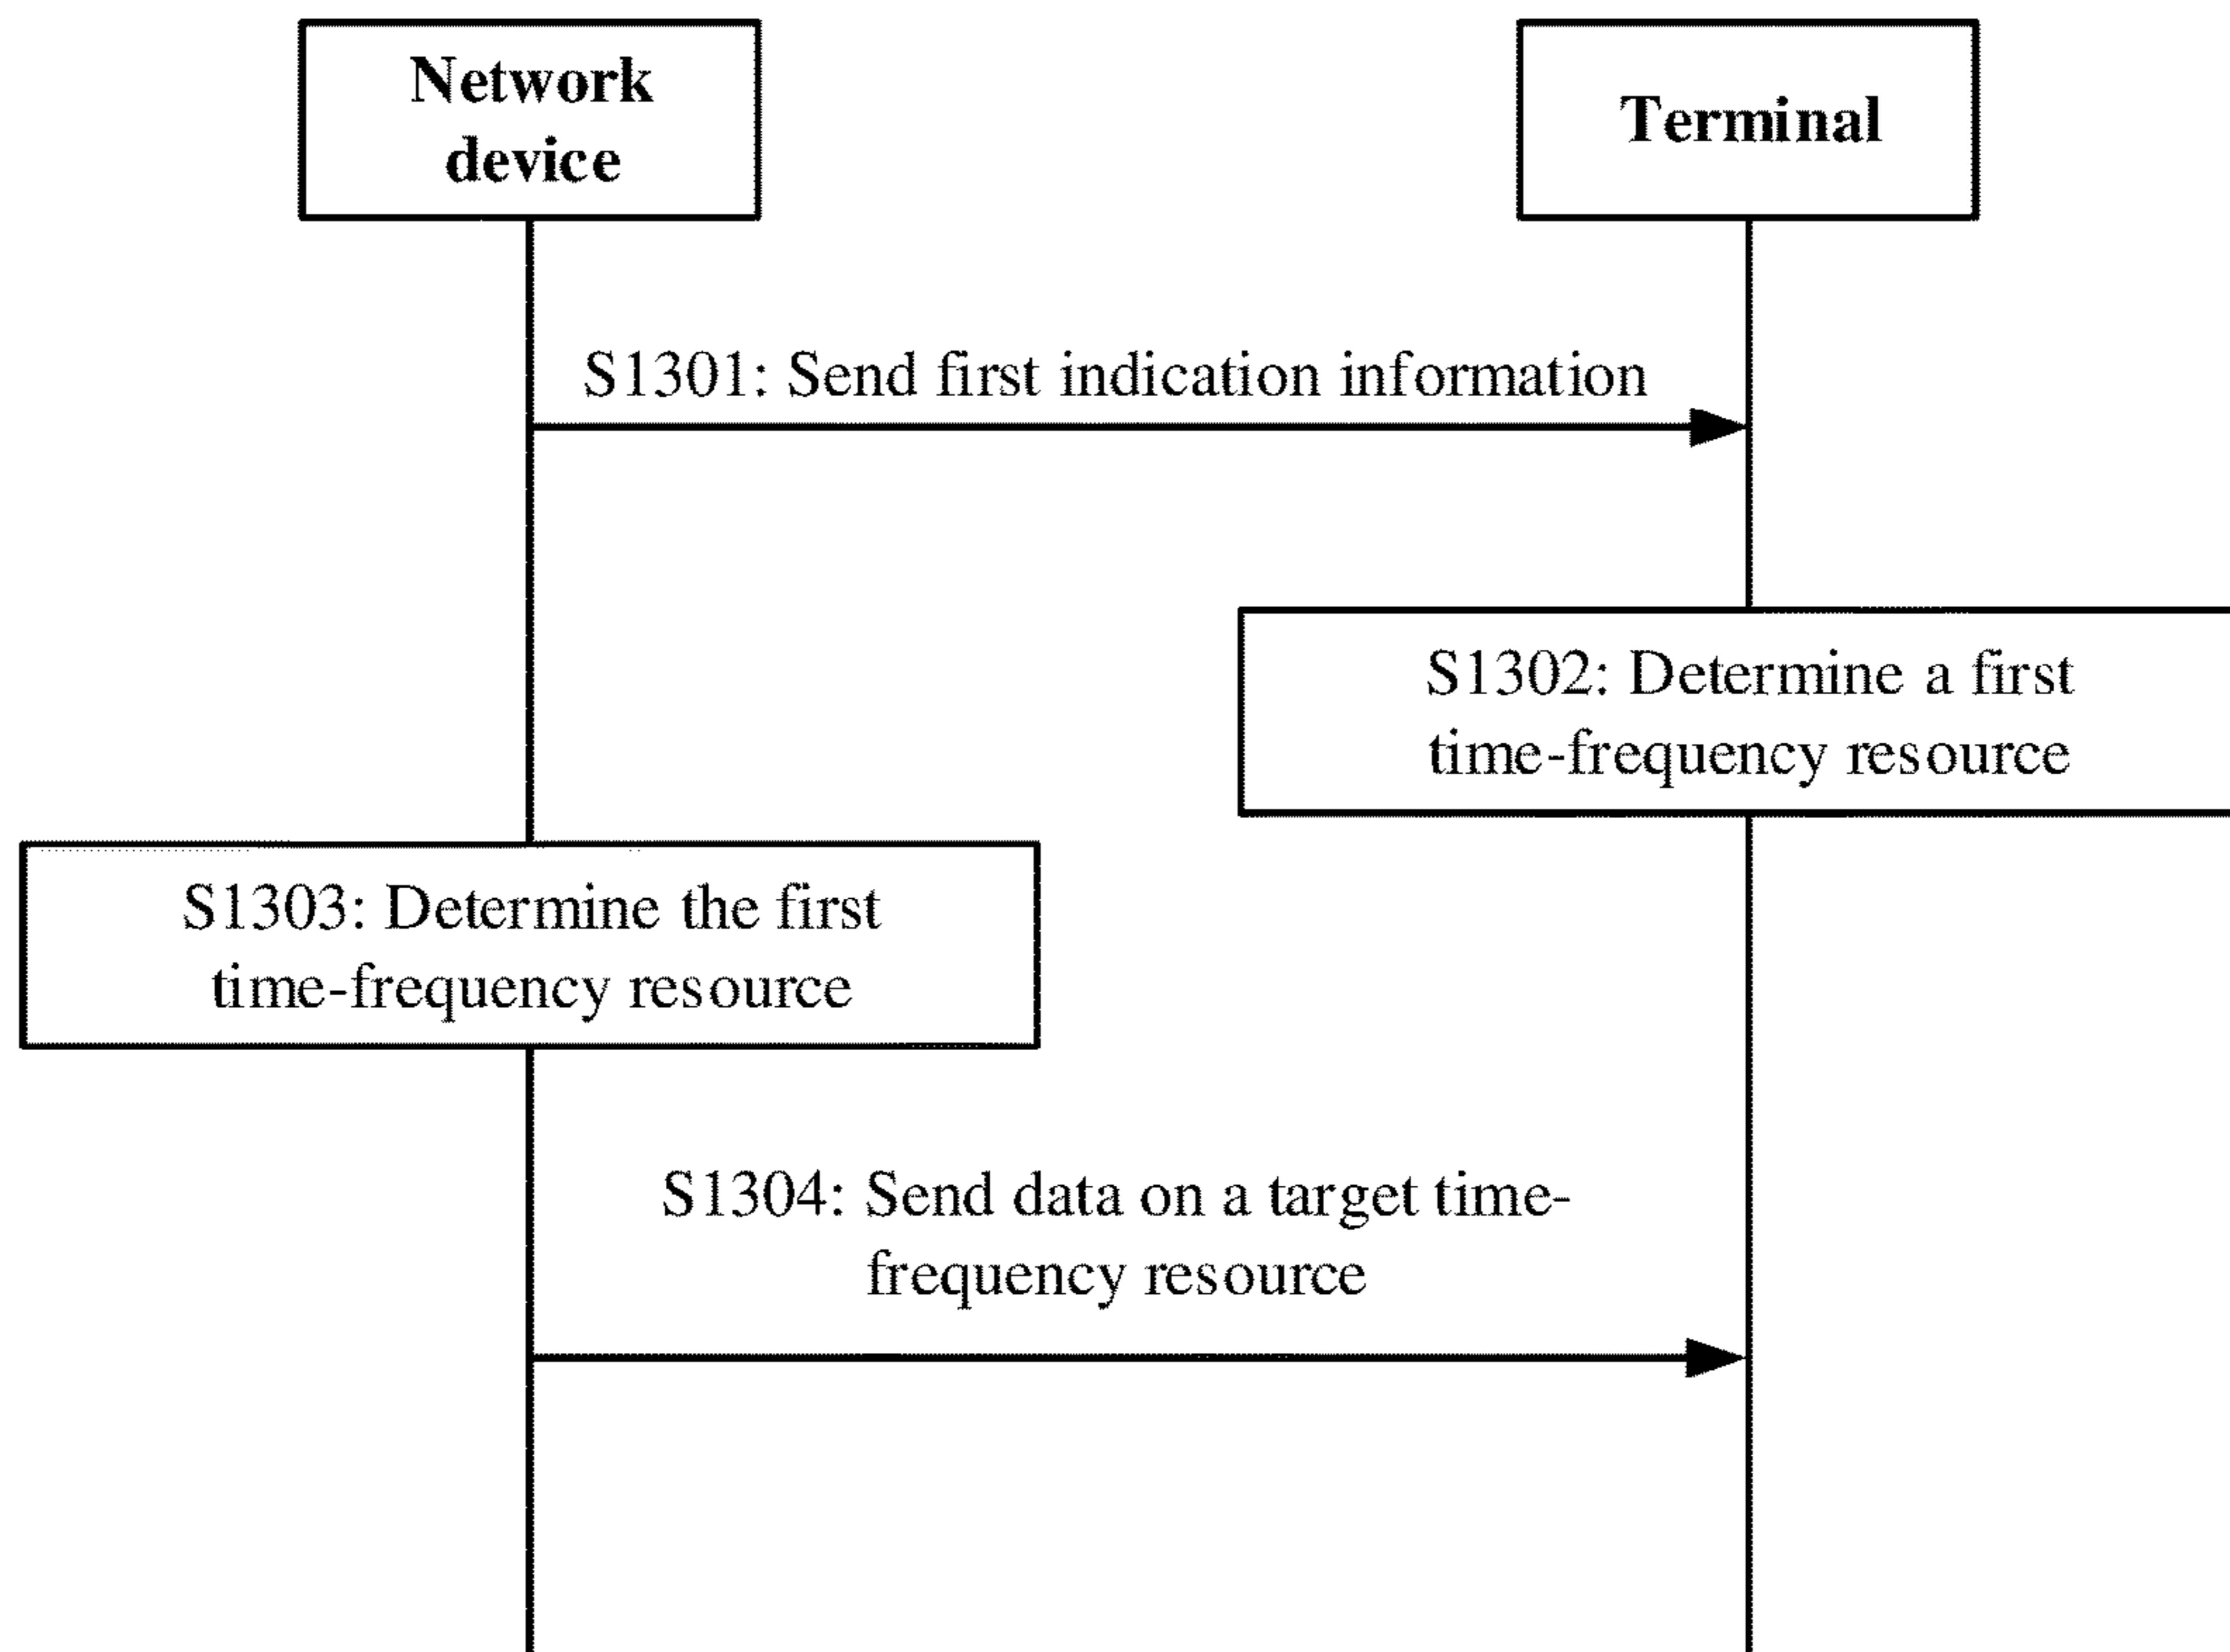 Network
device
Terminal
S1301: Send first indication information
S1302: Determine a first
time-frequency resource
S1303: Determine the first
time-frequency resource
S1304: Send data on a target time-
frequency resource